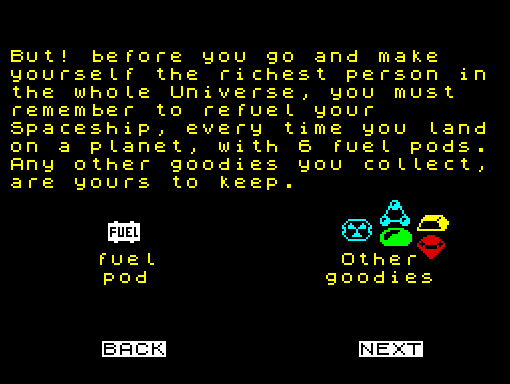 But! before you go and make
yourself the richest person in
the whole Universe, you must
remember to refuel your
Spaceship, every time you land
on a planet, with 6 fuel pods.
Any other goodies you collect,
are yours to keep.
FUEL
fuel
pod
Other
goodies
BACK
NEXT